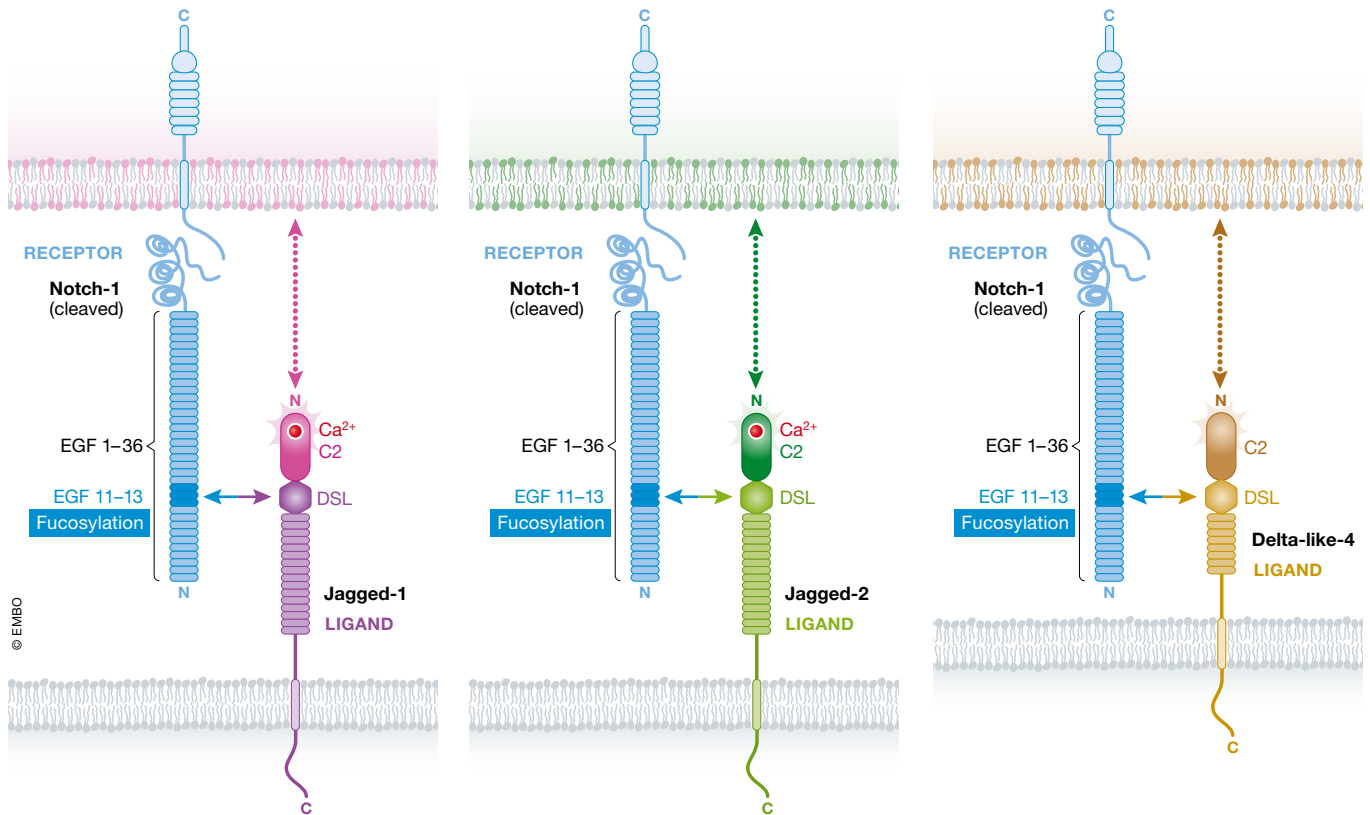 C
RECEPTOR
Notch-1
(cleaved)
N
Ca2+
C2
EGF 1–36
EGF 11–13
DSL
Fucosylation
N
Jagged-1
LIGAND
C
© EMBO
C
RECEPTOR
Notch-1
(cleaved)
N
Ca2+
C2
EGF 1–36
EGF 11–13
DSL
Fucosylation
N
Jagged-2
LIGAND
C
C
RECEPTOR
Notch-1
(cleaved)
N
C2
EGF 1–36
EGF 11–13
DSL
Fucosylation
Delta-like-4
LIGAND
N
C